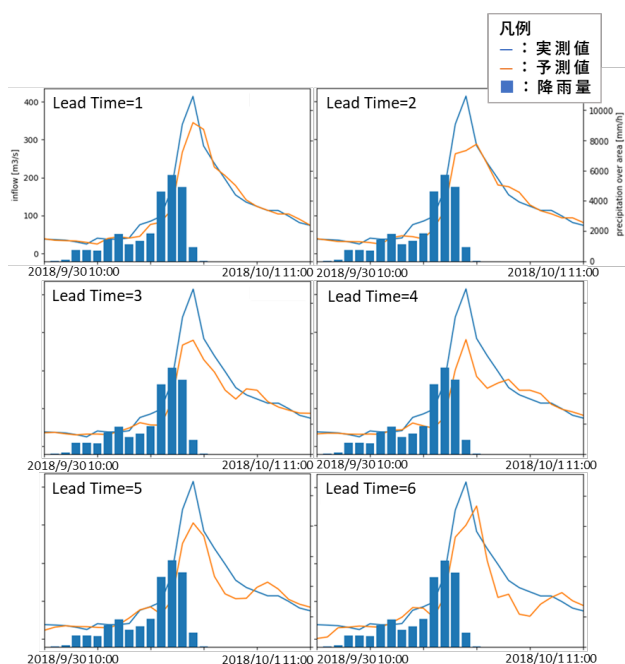 凡例
― : 実測値
― : 予測値
■ : 降雨量
Lead Time=1
Lead Time=2
400
300
200
100
0
inflow [m3/s]
10000
8000
6000
4000
2000
0
precipitation over area [mm/h]
2018/9/30 10:00
2018/10/1 11:00
2018/9/30 10:00
2018/10/1 11:00
Lead Time=3
Lead Time=4
2018/9/30 10:00
2018/10/1 11:00
2018/9/30 10:00
2018/10/1 11:00
Lead Time=5
Lead Time=6
2018/9/30 10:00
2018/10/1 11:00
2018/9/30 10:00
2018/10/1 11:00